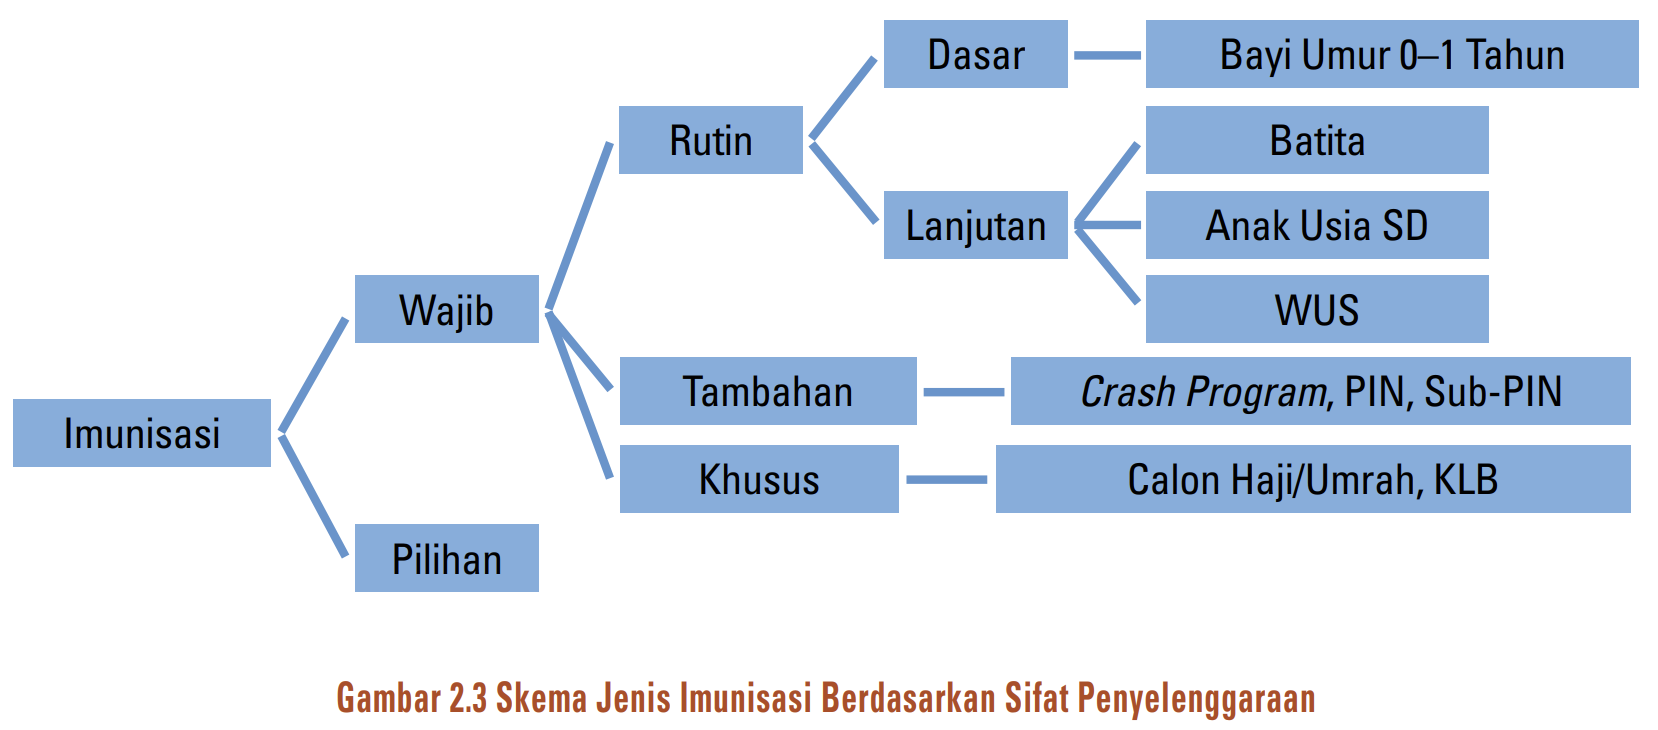 Dasar
Bayi Umur 0–1 Tahun
Rutin
Batita
Lanjutan
Anak Usia SD
Wajib
WUS
Tambahan
Crash Program, PIN, Sub-PIN
Imunisasi
Khusus
Calon Haji/Umrah, KLB
Pilihan
Gambar 2.3 Skema Jenis Imunisasi Berdasarkan Sifat Penyelenggaraan